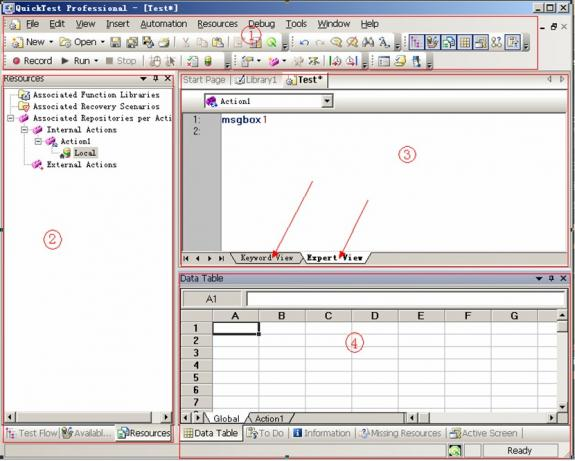 QuickTest Professional - [Test*]
File Edit View Insert Automation Resources Debug Tools Window Help
①
New Open
Record Run Stop
Resources
Associated Function Libraries
Associated Recovery Scenarios
Associated Repositories per Acti
Internal Actions
Action1
Local
External Actions
②
Test Flow Availabl... Resources
Start Page Library1 Test*
Action1
1: msgbox 1
2:
③
Keyword View Expert View
Data Table
A1
A B C D E F G
1
2
3
4
5
6
7
④
Global Action1
Data Table To Do Information Missing Resources Active Screen
Ready